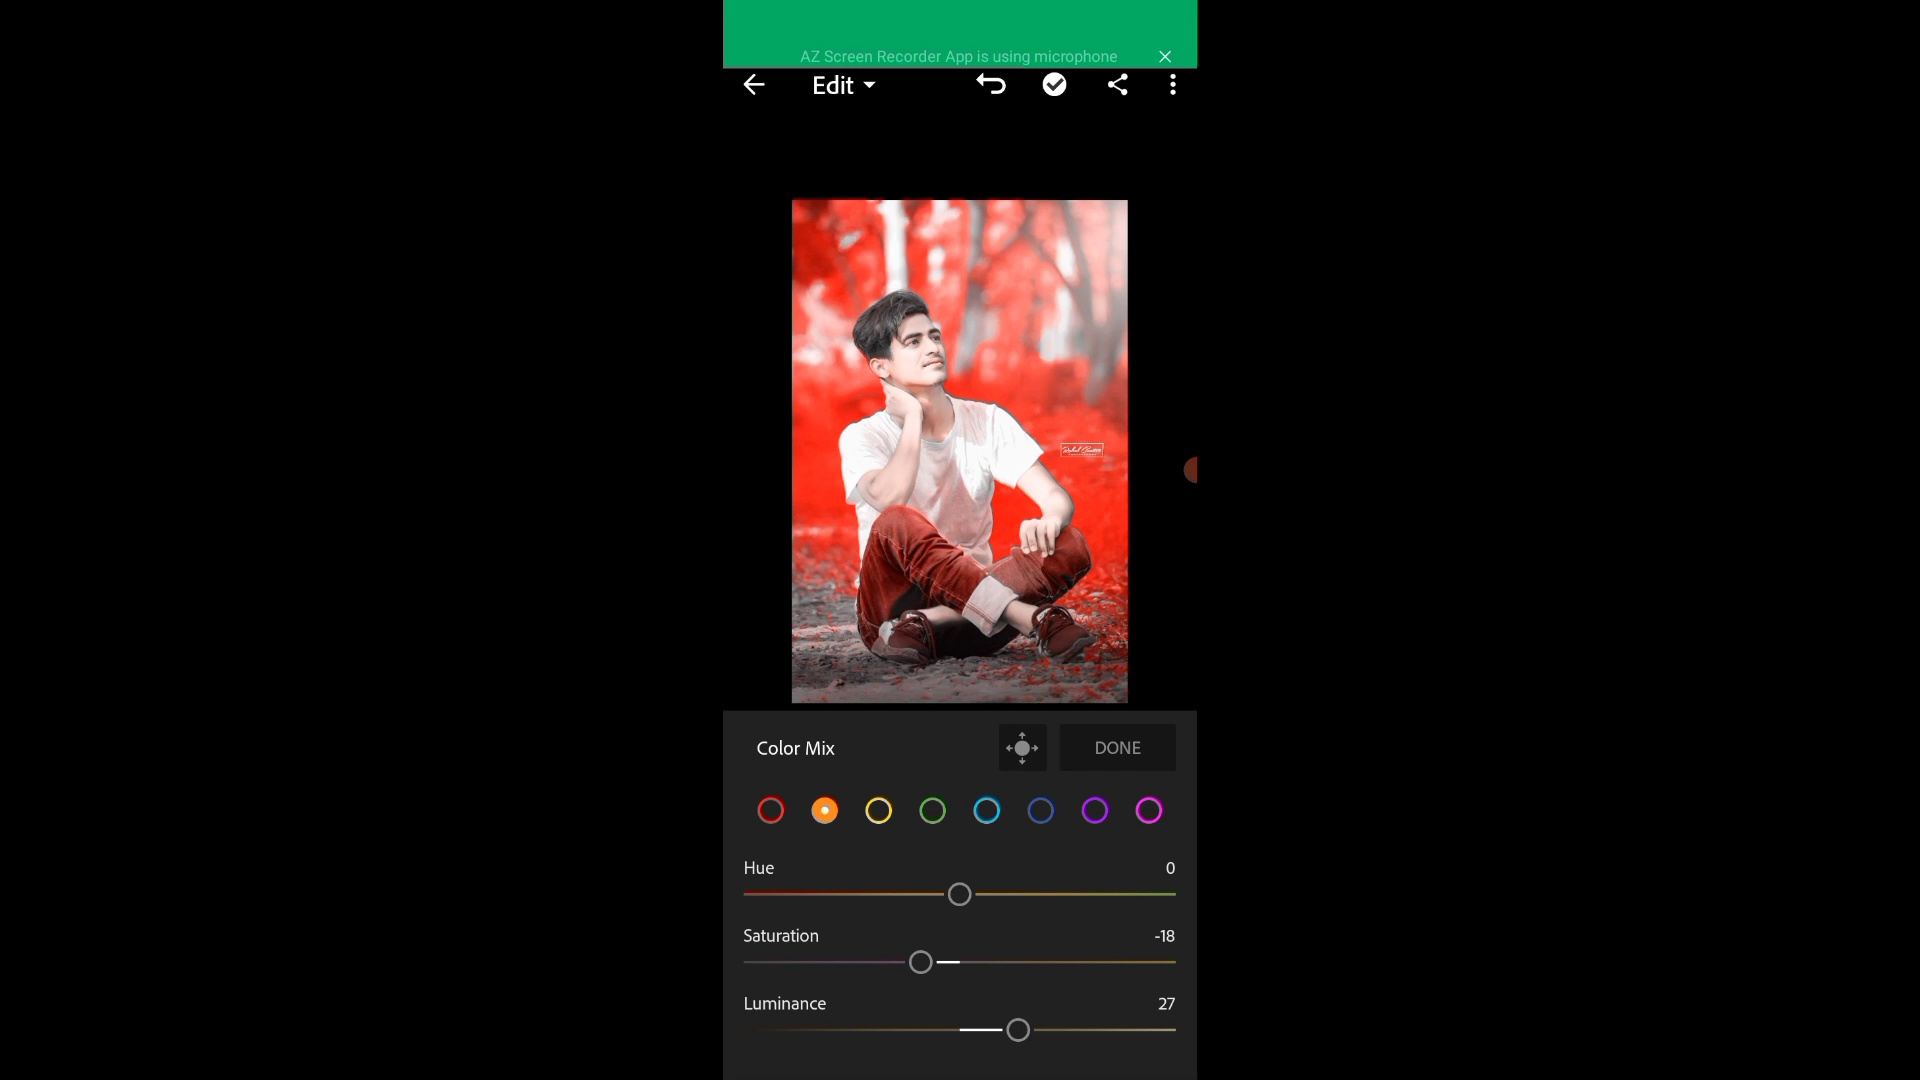 AZ Screen Recorder App is using microphone
Edit
Color Mix
DONE
Hue
0
Saturation
-18
Luminance
27